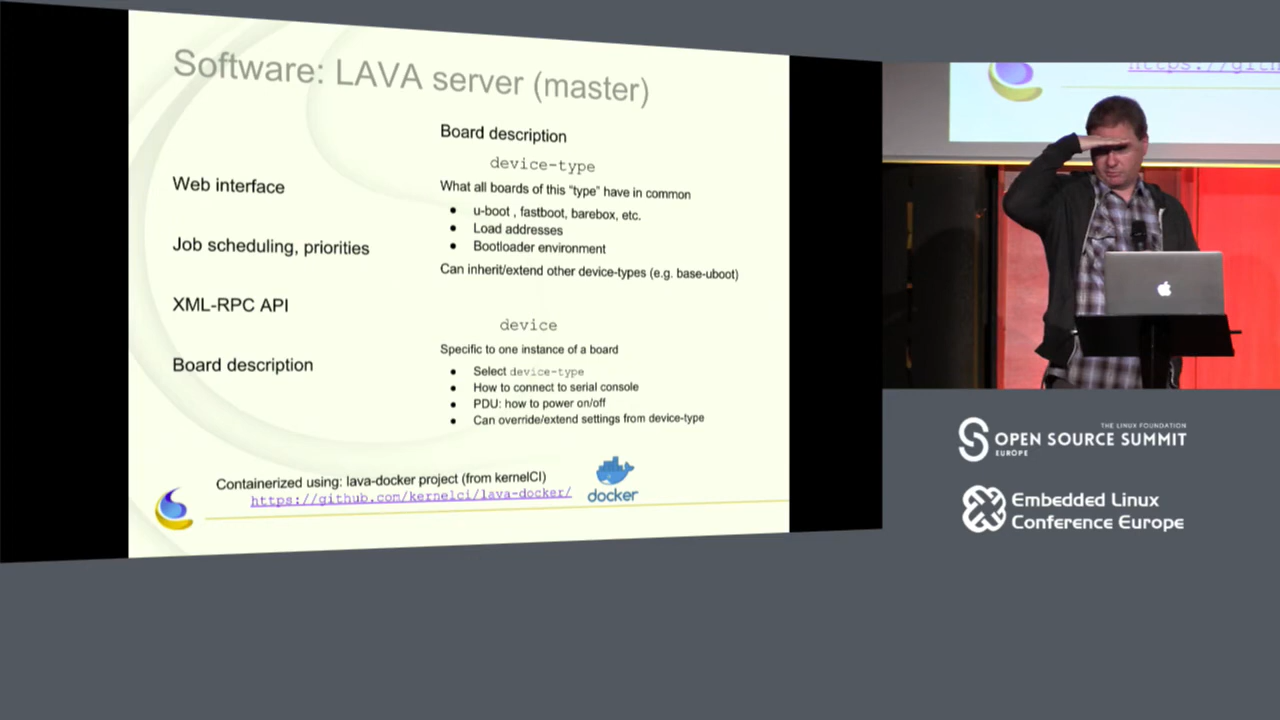 Software: LAVA server (master)
Web interface
Job scheduling, priorities
XML-RPC API
Board description
Board description
device-type
What all boards of this “type” have in common
● u-boot , fastboot, barebox, etc.
● Load addresses
● Bootloader environment
Can inherit/extend other device-types (e.g. base-uboot)
device
Specific to one instance of a board
● Select device-type
● How to connect to serial console
● PDU: how to power on/off
● Can override/extend settings from device-type
Containerized using: lava-docker project (from kernelCI)
https://github.com/kernelci/lava-docker/
docker
THE LINUX FOUNDATION
OPEN SOURCE SUMMIT
EUROPE
Embedded Linux
Conference Europe